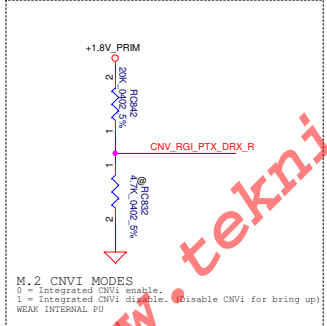 +1.8V_PRIM
2
RC842
20K_0402_5%
1
CNV_RGI_PTX_DRX_R
1
@ RC832
4.7K_0402_5%
2
M.2 CNVI MODES
0 = Integrated CNVi enable.
1 = Integrated CNVi disable. (Disable CNVi for bring up)
WEAK INTERNAL PU
w.tekni